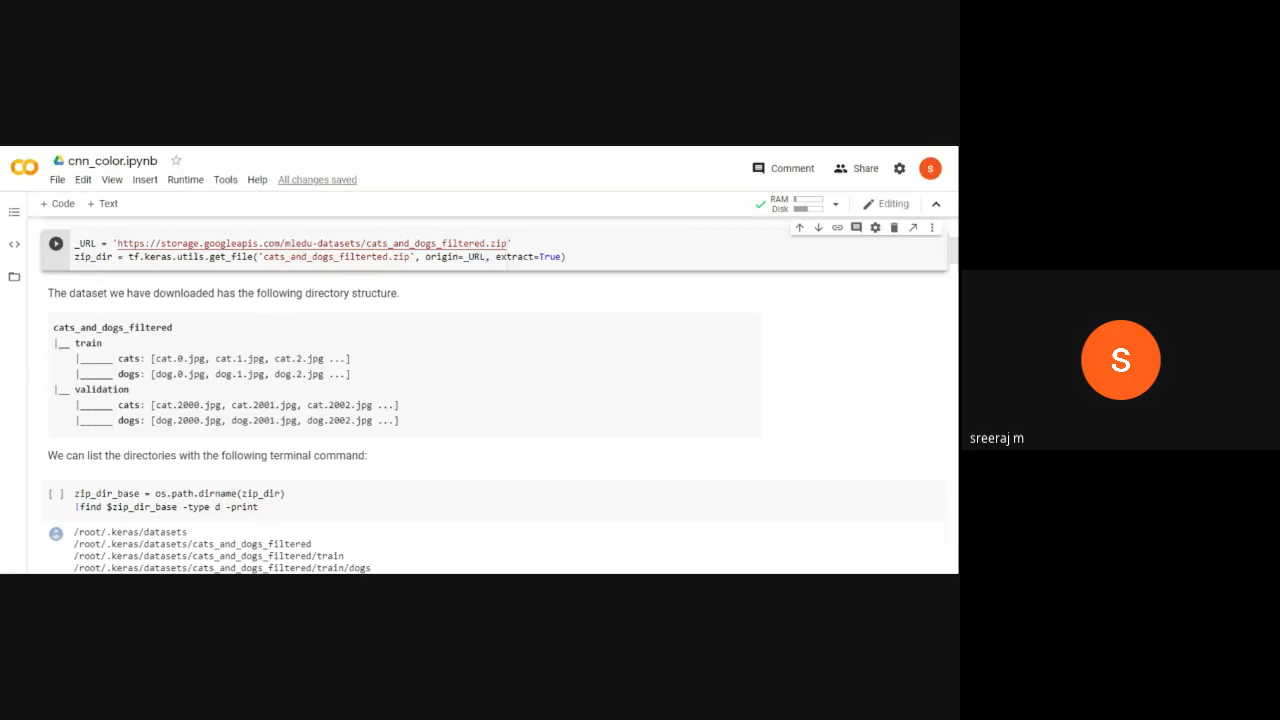 cnn_color.ipynb
Comment
Share
S
File Edit View Insert Runtime Tools Help All changes saved
+ Code + Text
RAM
Disk
Editing
_URL = 'https://storage.googleapis.com/mledu-datasets/cats_and_dogs_filtered.zip'
zip_dir = tf.keras.utils.get_file('cats_and_dogs_filterted.zip', origin=_URL, extract=True)
The dataset we have downloaded has the following directory structure.
cats_and_dogs_filtered
|__ train
|______ cats: [cat.0.jpg, cat.1.jpg, cat.2.jpg ...]
|______ dogs: [dog.0.jpg, dog.1.jpg, dog.2.jpg ...]
|__ validation
|______ cats: [cat.2000.jpg, cat.2001.jpg, cat.2002.jpg ...]
|______ dogs: [dog.2000.jpg, dog.2001.jpg, dog.2002.jpg ...]
We can list the directories with the following terminal command:
[ ] zip_dir_base = os.path.dirname(zip_dir)
!find $zip_dir_base -type d -print
/root/.keras/datasets
/root/.keras/datasets/cats_and_dogs_filtered
/root/.keras/datasets/cats_and_dogs_filtered/train
/root/.keras/datasets/cats_and_dogs_filtered/train/dogs
S
sreeraj m